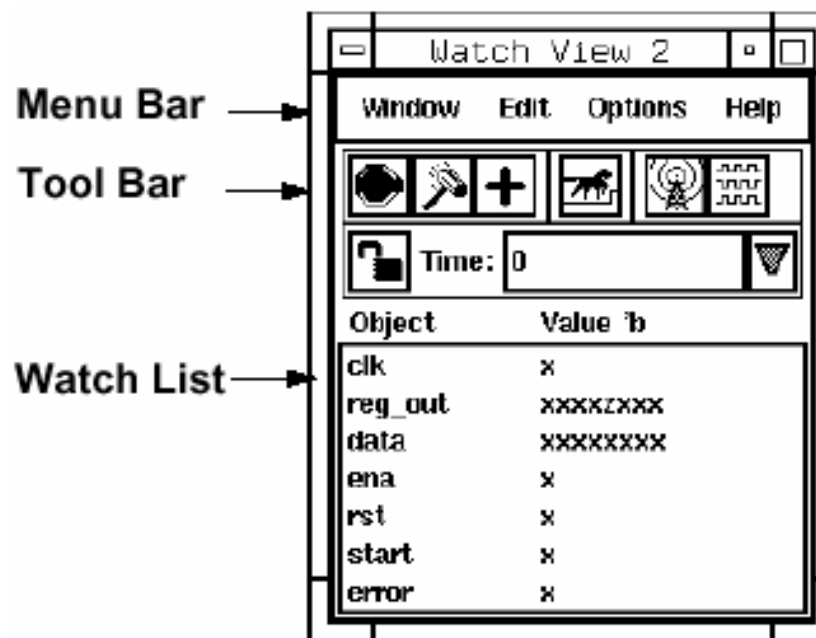 Watch View 2
Menu Bar
Window Edit Options Help
Tool Bar
Time: 0
Object Value 'b
Watch List
clk x
reg_out xxxxzxxx
data xxxxxxxx
ena x
rst x
start x
error x